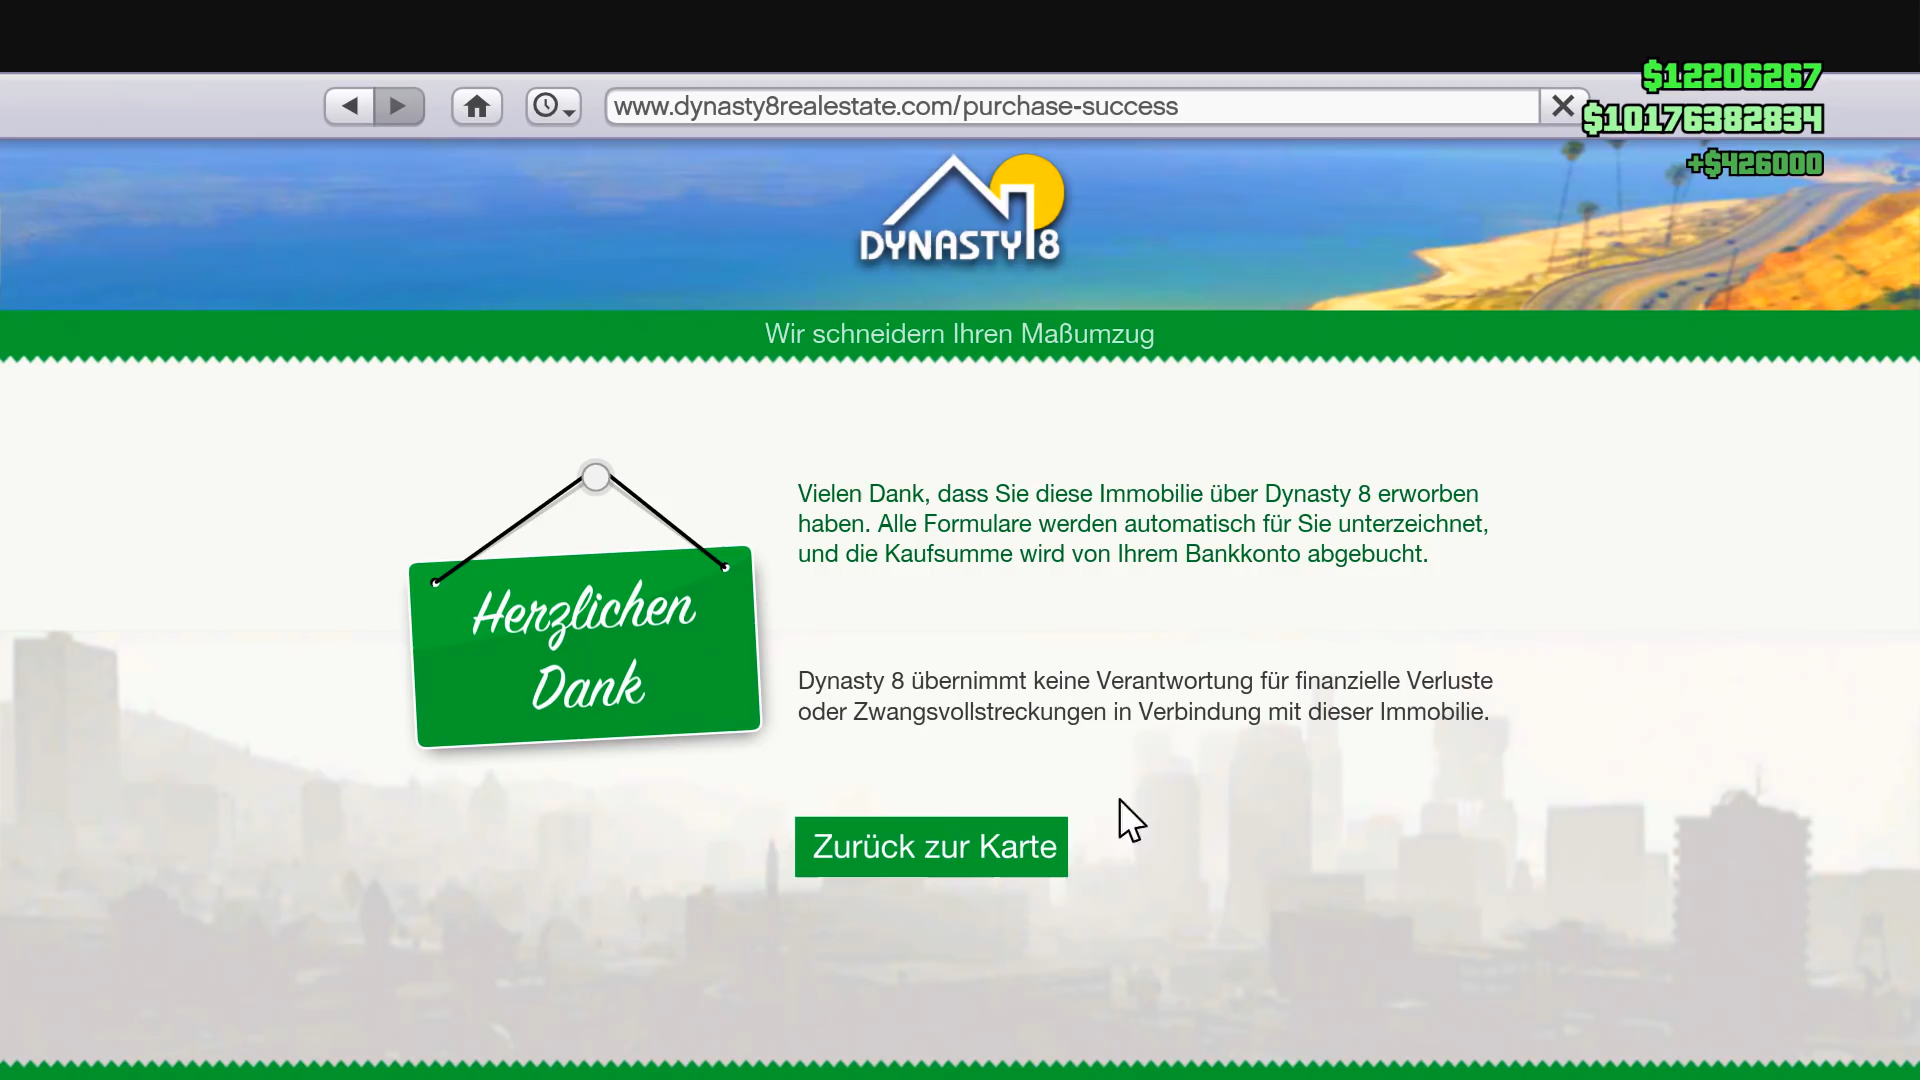 www.dynasty8realestate.com/purchase-success
$12206267
$10176382834
+$426000
DYNASTY 8
Wir schneidern Ihren Maßumzug
Herzlichen
Dank
Vielen Dank, dass Sie diese Immobilie über Dynasty 8 erworben
haben. Alle Formulare werden automatisch für Sie unterzeichnet,
und die Kaufsumme wird von Ihrem Bankkonto abgebucht.
Dynasty 8 übernimmt keine Verantwortung für finanzielle Verluste
oder Zwangsvollstreckungen in Verbindung mit dieser Immobilie.
Zurück zur Karte